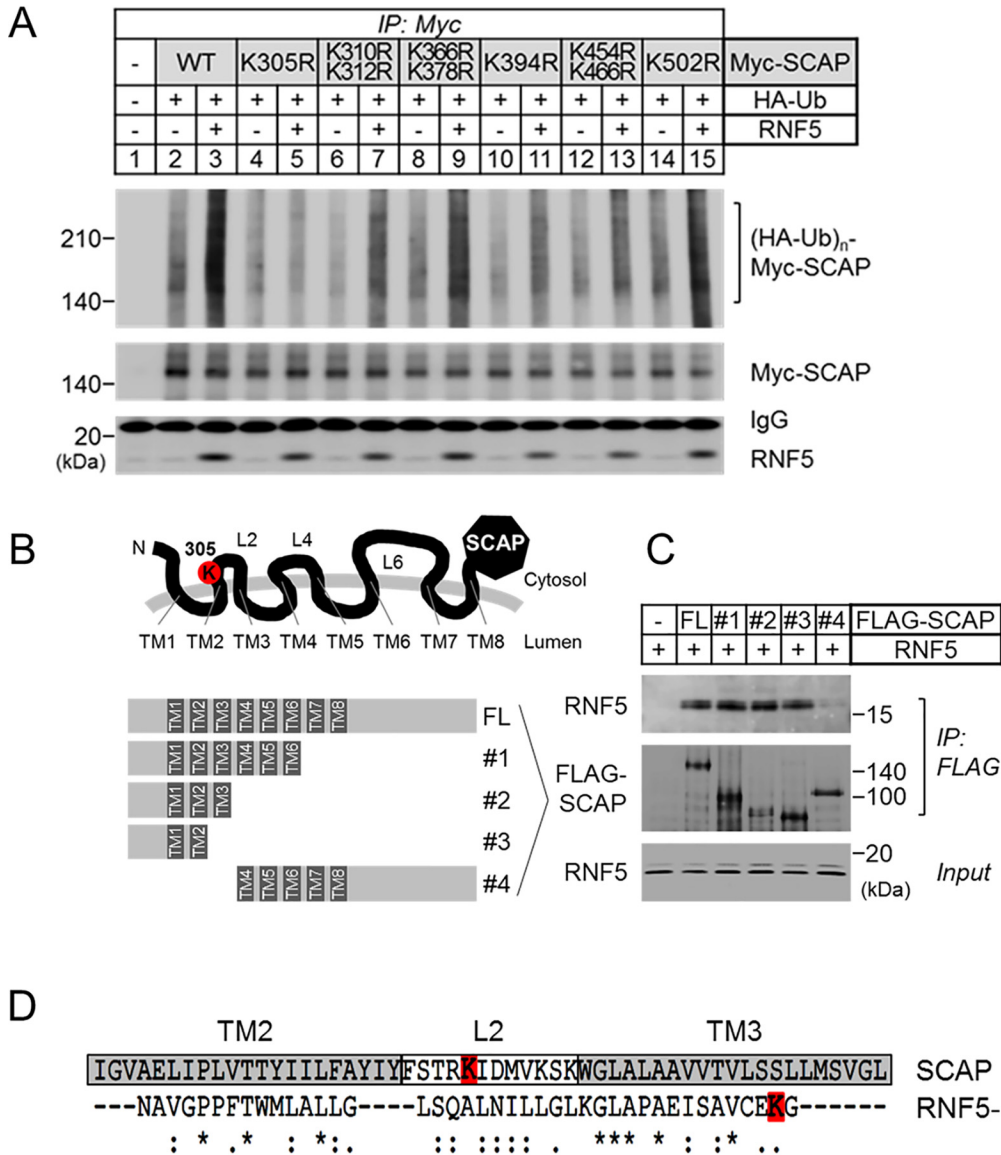 A
IP: Myc
- WT K305R K310R K312R K366R K378R K394R K454R K466R K502R Myc-SCAP
- + + + + + + + + + + + + + + HA-Ub
- - + - + - + - + - + - + - + RNF5
1 2 3 4 5 6 7 8 9 10 11 12 13 14 15
210
140
(HA-Ub)n-
Myc-SCAP
140
Myc-SCAP
IgG
20
(kDa)
RNF5
B
N 305 L2 L4 L6 SCAP
K
Cytosol
TM1 TM2 TM3 TM4 TM5 TM6 TM7 TM8 Lumen
TM1 TM2 TM3 TM4 TM5 TM6 TM7 TM8 FL
TM1 TM2 TM3 TM4 TM5 TM6 #1
TM1 TM2 TM3 #2
TM1 TM2 #3
TM4 TM5 TM6 TM7 TM8 #4
C
- FL #1 #2 #3 #4 FLAG-SCAP
+ + + + + + RNF5
RNF5
15
FLAG-
SCAP
140
100
IP:
FLAG
RNF5
20
(kDa)
Input
D
TM2 L2 TM3
IGVAELIPLVTTYIILFAYIYFSTRKIDMVKSKWGLALAAVVTVLSSLLMSVGL SCAP
---NAVGPPFTWMLALLG----LSQALNILLGLKGLAPAEISAVCEKG------ RNF5-
: * . * : * : . : : : : : : . * * * * : : * . .